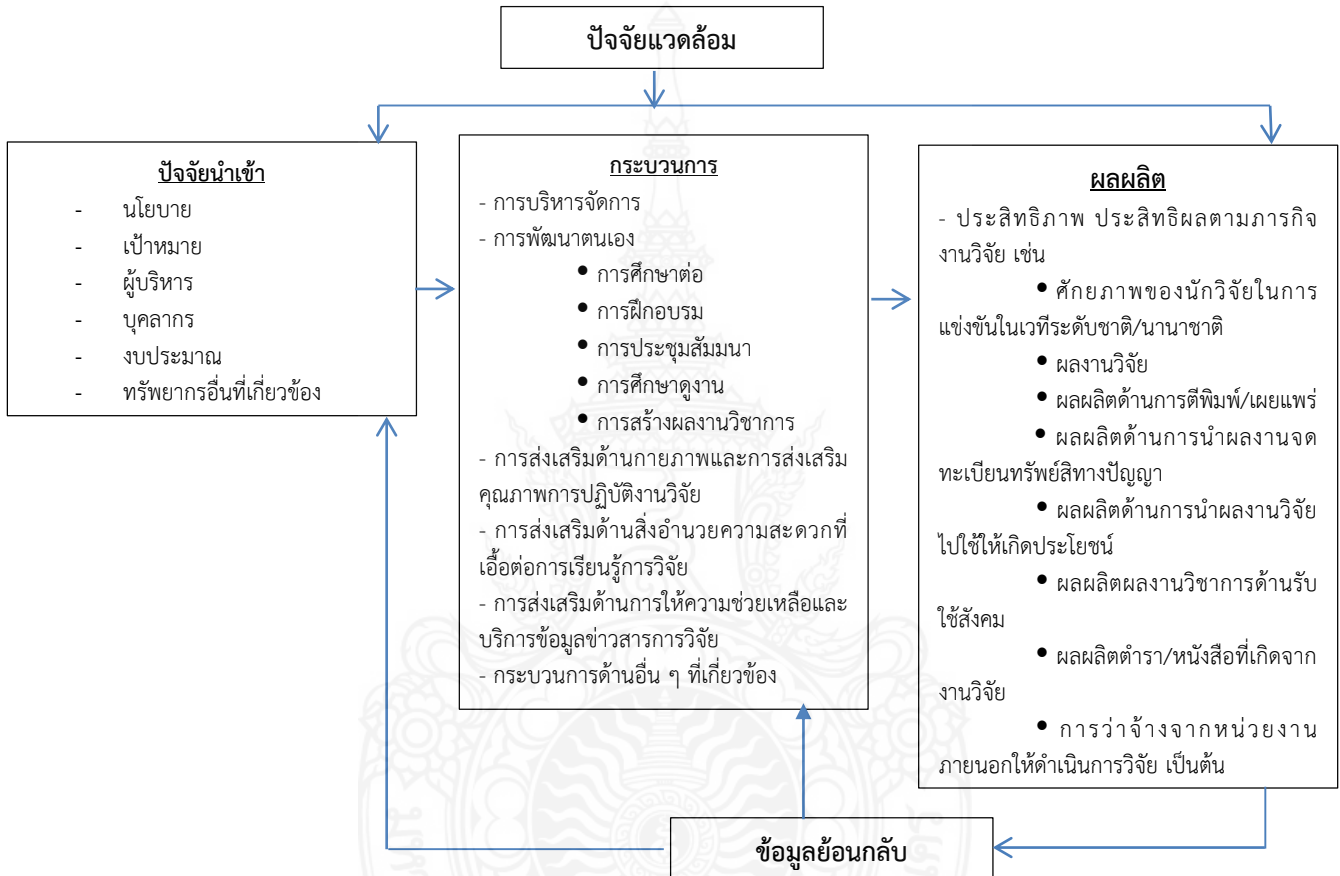 ปัจจัยแวดล้อม
ปัจจัยนำเข้า
- นโยบาย
- เป้าหมาย
- ผู้บริหาร
- บุคลากร
- งบประมาณ
- ทรัพยากรอื่นที่เกี่ยวข้อง
กระบวนการ
- การบริหารจัดการ
- การพัฒนาตนเอง
● การศึกษาต่อ
● การฝึกอบรม
● การประชุมสัมมนา
● การศึกษาดูงาน
● การสร้างผลงานวิชาการ
- การส่งเสริมด้านกายภาพและการส่งเสริม
คุณภาพการปฏิบัติงานวิจัย
- การส่งเสริมด้านสิ่งอำนวยความสะดวกที่
เอื้อต่อการเรียนรู้การวิจัย
- การส่งเสริมด้านการให้ความช่วยเหลือและ
บริการข้อมูลข่าวสารการวิจัย
- กระบวนการด้านอื่น ๆ ที่เกี่ยวข้อง
ผลผลิต
- ประสิทธิภาพ ประสิทธิผลตามภารกิจ
งานวิจัย เช่น
● ศักยภาพของนักวิจัยในการ
แข่งขันในเวทีระดับชาติ/นานาชาติ
● ผลงานวิจัย
● ผลผลิตด้านการตีพิมพ์/เผยแพร่
● ผลผลิตด้านการนำผลงานจด
ทะเบียนทรัพย์สิทางปัญญา
● ผลผลิตด้านการนำผลงานวิจัย
ไปใช้ให้เกิดประโยชน์
● ผลผลิตผลงานวิชาการด้านรับ
ใช้สังคม
● ผลผลิตตำรา/หนังสือที่เกิดจาก
งานวิจัย
● การว่าจ้างจากหน่วยงาน
ภายนอกให้ดำเนินการวิจัย เป็นต้น
ข้อมูลย้อนกลับ